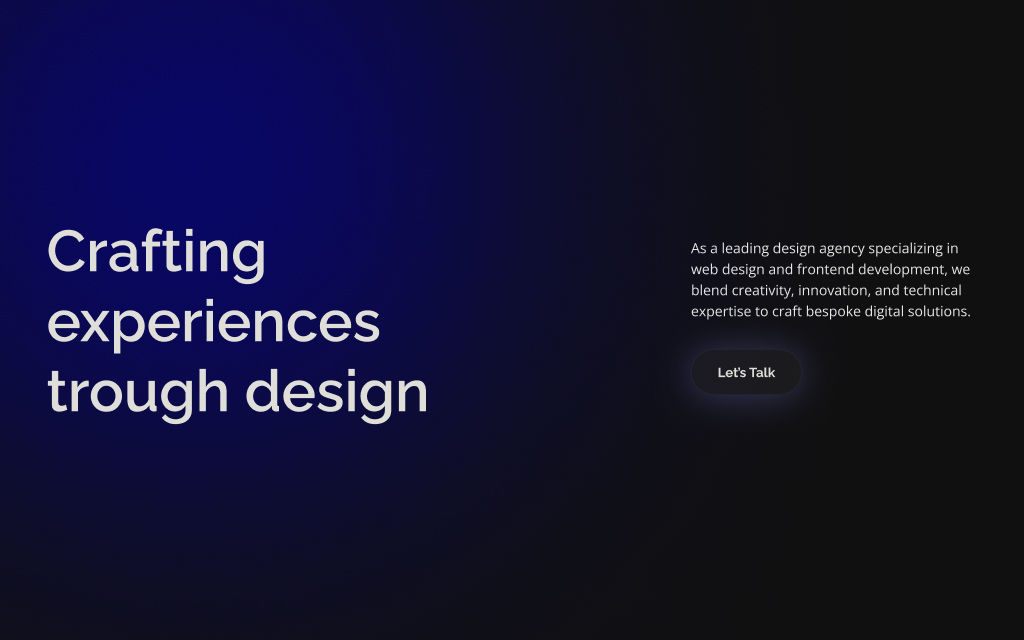 Crafting
experiences
trough design
As a leading design agency specializing in
web design and frontend development, we
blend creativity, innovation, and technical
expertise to craft bespoke digital solutions.
Let's Talk